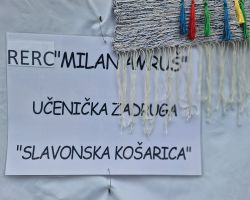 RERC"MILAN AMRUŠ"
UČENIČKA ZADRUGA
"SLAVONSKA KOŠARICA"